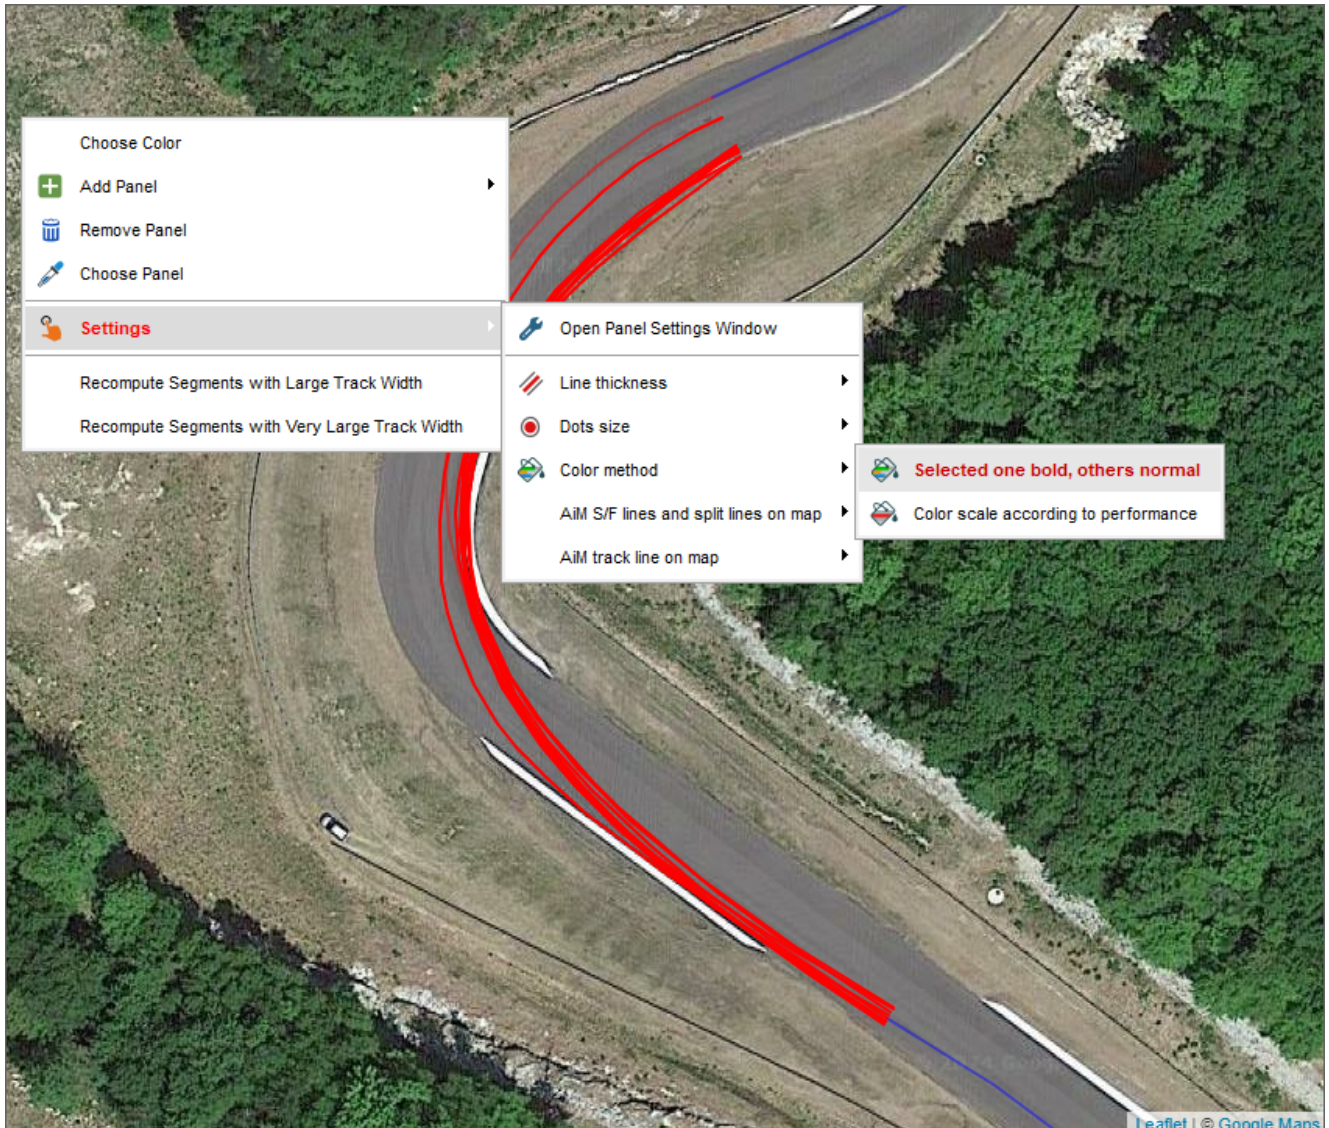 Choose Color
Add Panel
Remove Panel
Choose Panel
Settings
Recompute Segments with Large Track Width
Recompute Segments with Very Large Track Width
Open Panel Settings Window
Line thickness
Dots size
Color method
AiM S/F lines and split lines on map
AiM track line on map
Selected one bold, others normal
Color scale according to performance
Leaflet | © Google Maps